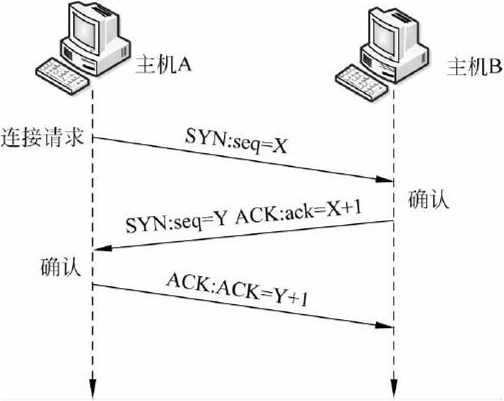 主机A
主机B
连接请求
SYN:seq=X
确认
SYN:seq=Y ACK:ack=X+1
确认
ACK:ACK=Y+1